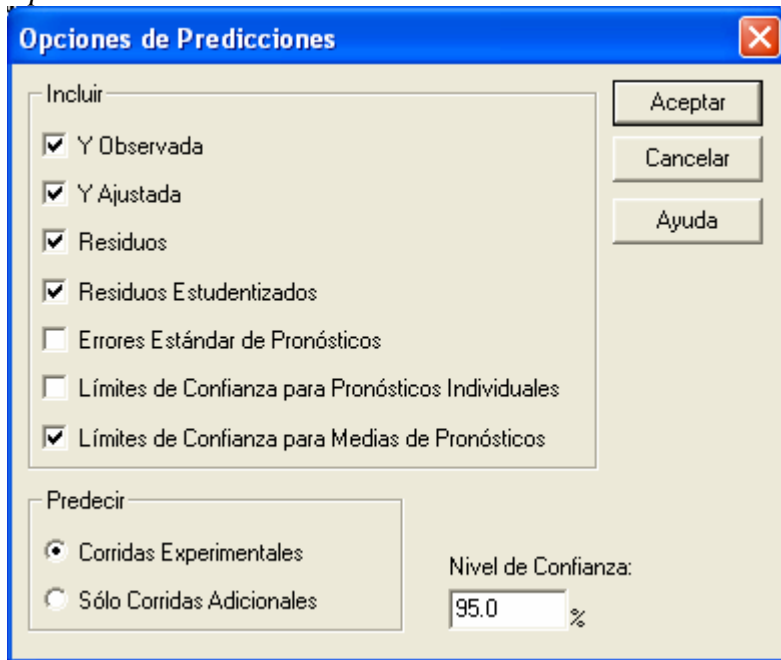 Opciones de Predicciones
Incluir
Y Observada
Y Ajustada
Residuos
Residuos Estudentizados
Errores Estándar de Pronósticos
Límites de Confianza para Pronósticos Individuales
Límites de Confianza para Medias de Pronósticos
Aceptar
Cancelar
Ayuda
Predecir
Corridas Experimentales
Sólo Corridas Adicionales
Nivel de Confianza:
95.0 %